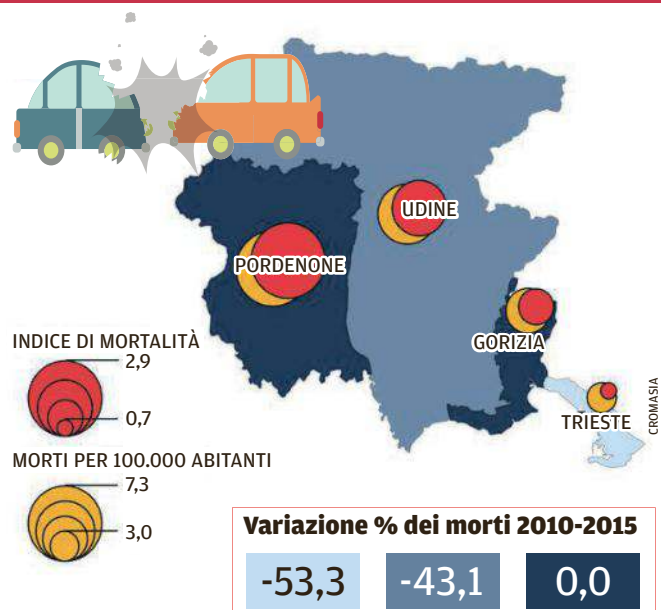 UDINE
PORDENONE
GORIZIA
TRIESTE
CROMASIA
INDICE DI MORTALITÀ
2,9
0,7
MORTI PER 100.000 ABITANTI
7,3
3,0
Variazione % dei morti 2010-2015
-53,3 -43,1 0,0